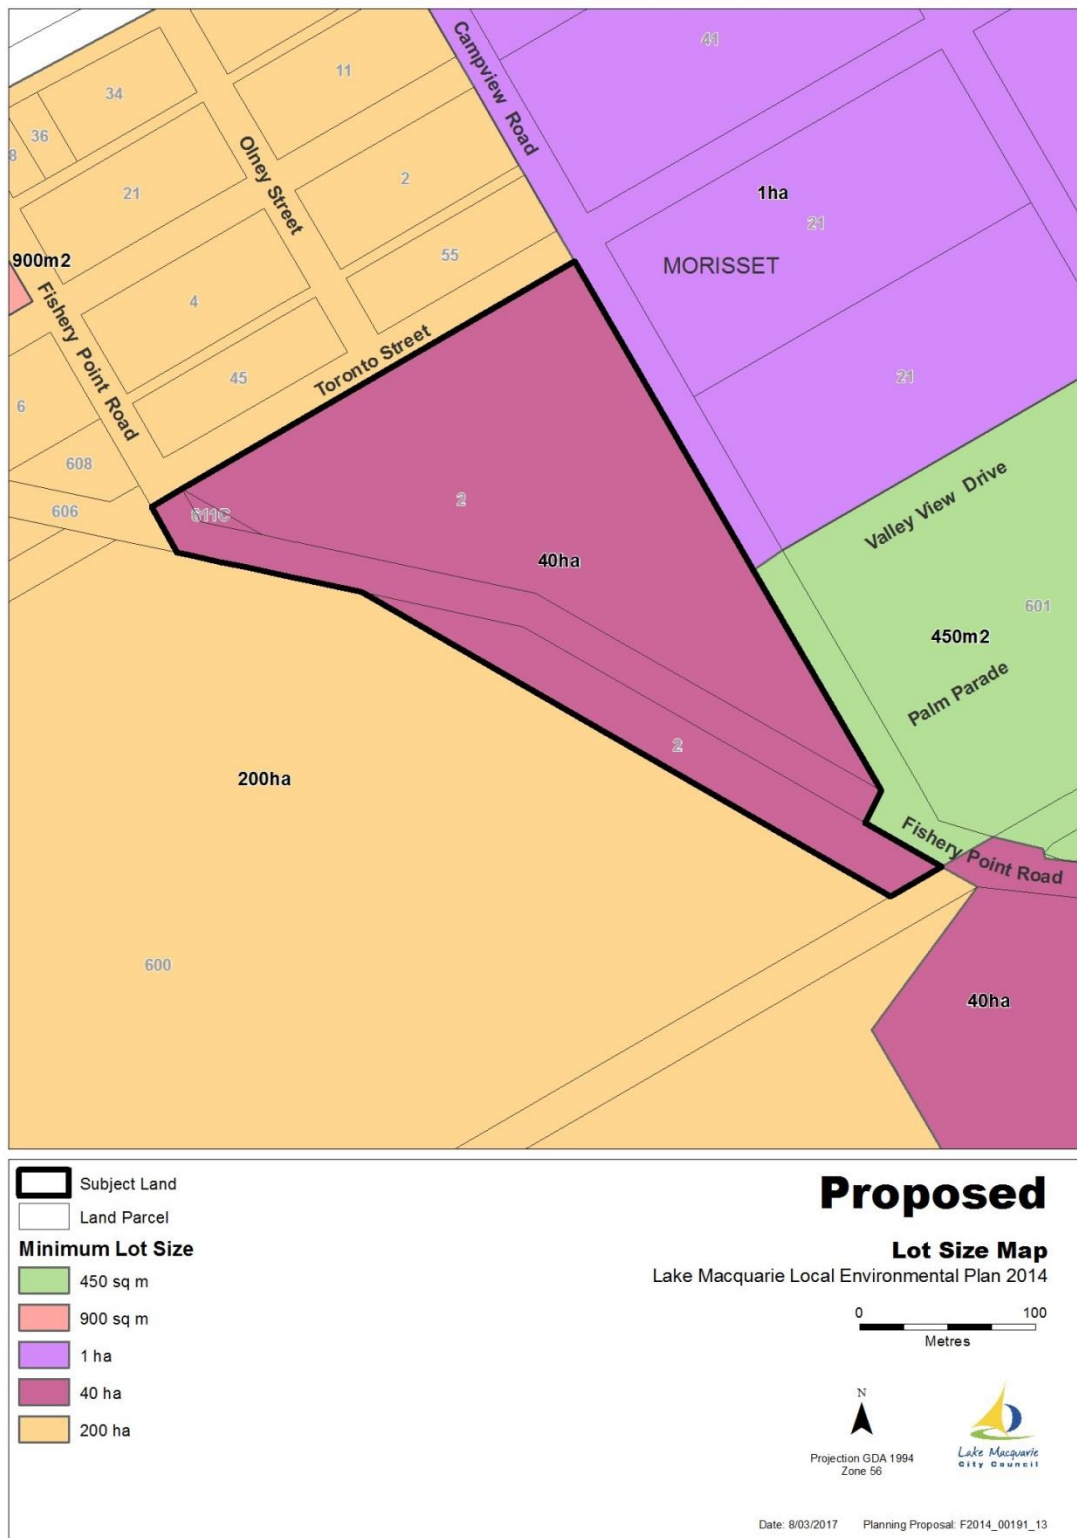 41
34
11
Campview Road
36
8
Olney Street
2
21
1ha
21
55
900m2
MORISSET
Fishery Point Road
4
45
Toronto Street
21
6
608
Valley View Drive
606
611C
2
40ha
601
450m2
Palm Parade
2
200ha
Fishery Point Road
600
40ha
Subject Land
Land Parcel
Minimum Lot Size
450 sq m
900 sq m
1 ha
40 ha
200 ha
Proposed
Lot Size Map
Lake Macquarie Local Environmental Plan 2014
0 100
Metres
N
Projection GDA 1994
Zone 56
Lake Macquarie
City Council
Date: 8/03/2017 Planning Proposal: F2014_00191_13